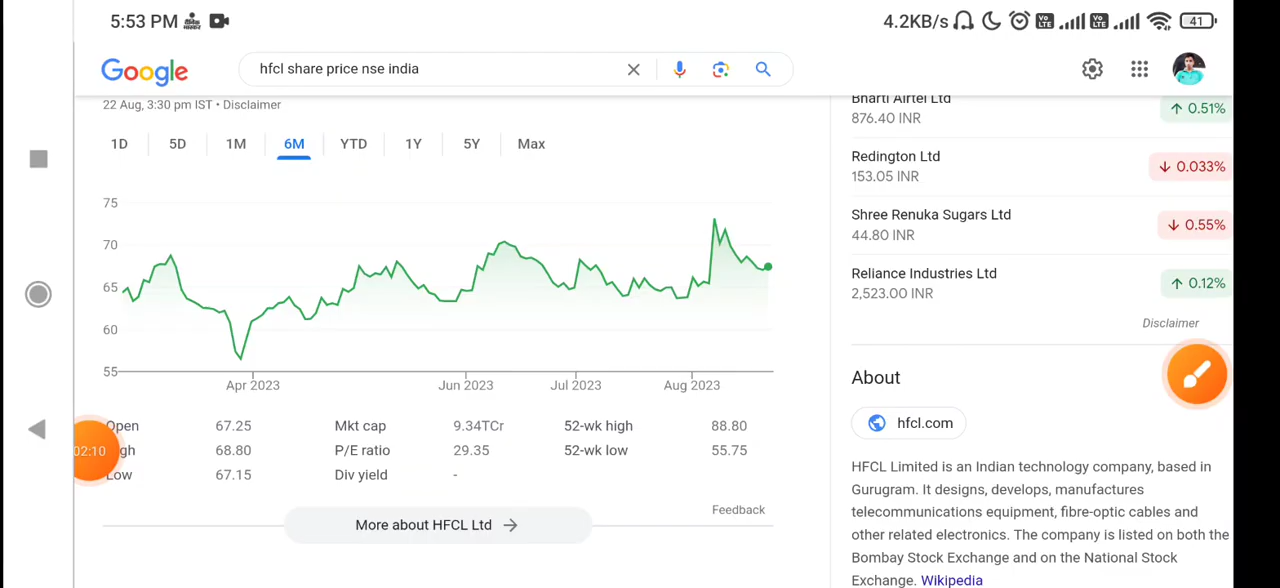 5:53 PM
4.2KB/s
41
Google
hfcl share price nse india
22 Aug, 3:30 pm IST • Disclaimer
1D 5D 1M 6M YTD 1Y 5Y Max
75
70
65
60
55
Apr 2023 Jun 2023 Jul 2023 Aug 2023
Open 67.25 Mkt cap 9.34TCr 52-wk high 88.80
gh 68.80 P/E ratio 29.35 52-wk low 55.75
Low 67.15 Div yield -
02:10
Feedback
More about HFCL Ltd →
Bharti Airtel Ltd
876.40 INR
↑ 0.51%
Redington Ltd
153.05 INR
↓ 0.033%
Shree Renuka Sugars Ltd
44.80 INR
↓ 0.55%
Reliance Industries Ltd
2,523.00 INR
↑ 0.12%
Disclaimer
About
hfcl.com
HFCL Limited is an Indian technology company, based in
Gurugram. It designs, develops, manufactures
telecommunications equipment, fibre-optic cables and
other related electronics. The company is listed on both the
Bombay Stock Exchange and on the National Stock
Exchange. Wikipedia